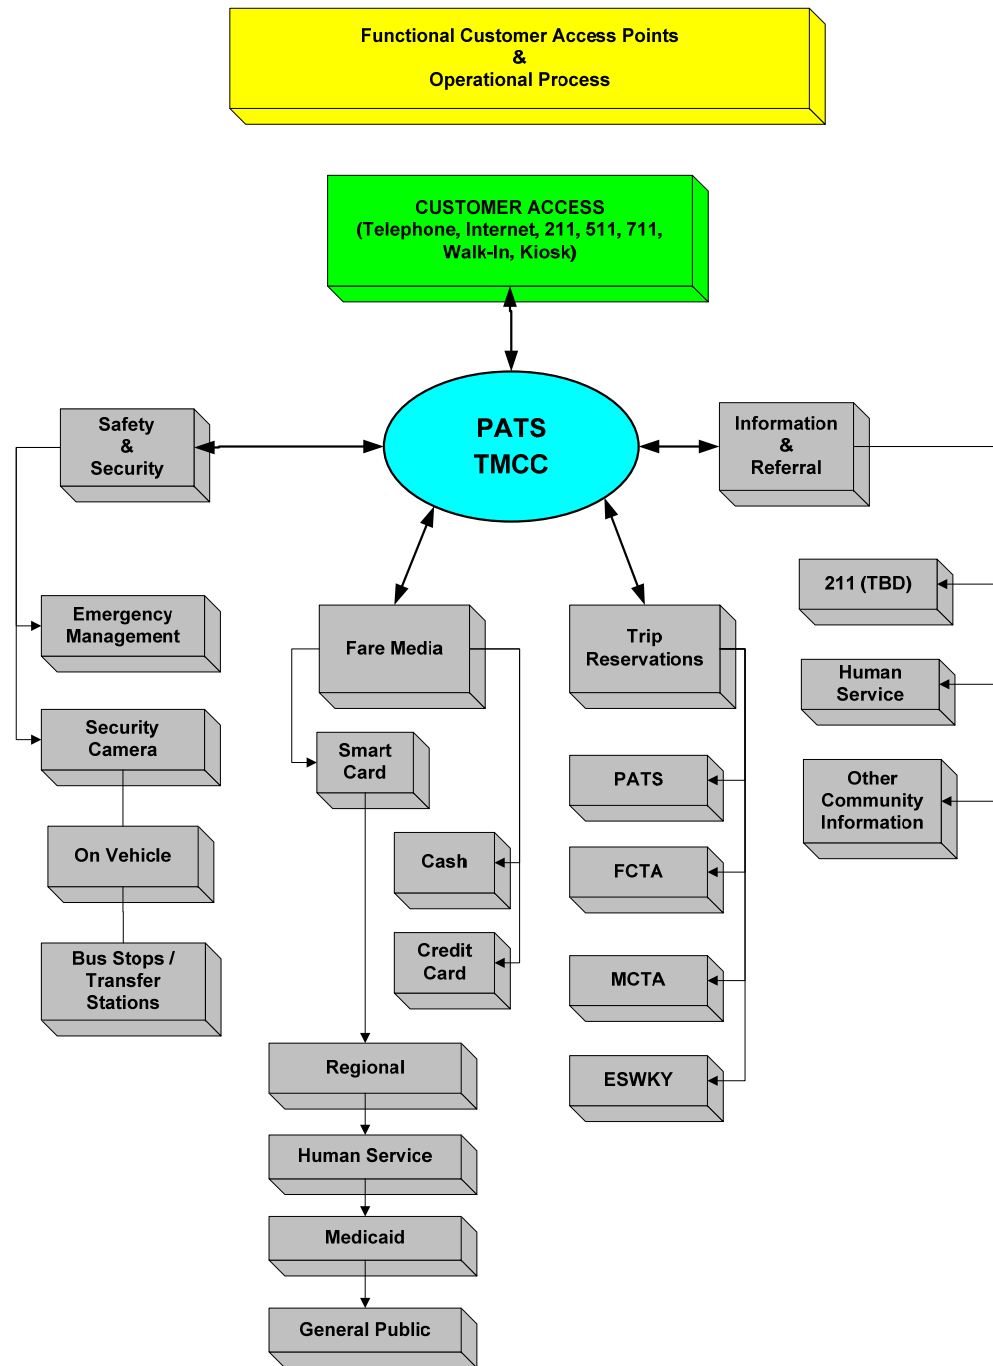 Functional Customer Access Points
&
Operational Process
CUSTOMER ACCESS
(Telephone, Internet, 211, 511, 711,
Walk-In, Kiosk)
PATS
TMCC
Safety
&
Security
Information
&
Referral
Emergency
Management
Security
Camera
On Vehicle
Bus Stops /
Transfer
Stations
Fare Media
Smart
Card
Cash
Credit
Card
Regional
Human Service
Medicaid
General Public
Trip
Reservations
PATS
FCTA
MCTA
ESWKY
211 (TBD)
Human
Service
Other
Community
Information